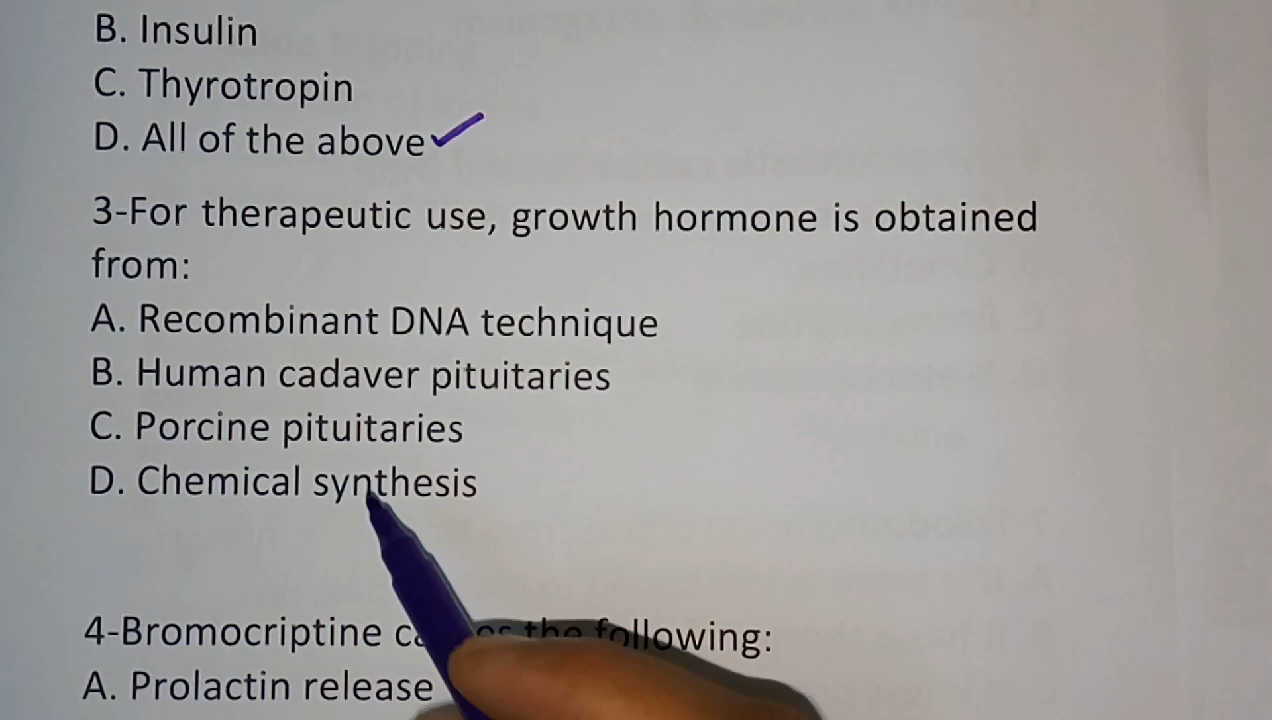 B. Insulin
C. Thyrotropin
D. All of the above
3-For therapeutic use, growth hormone is obtained
from:
A. Recombinant DNA technique
B. Human cadaver pituitaries
C. Porcine pituitaries
D. Chemical synthesis
4-Bromocriptine the following:
A. Prolactin release